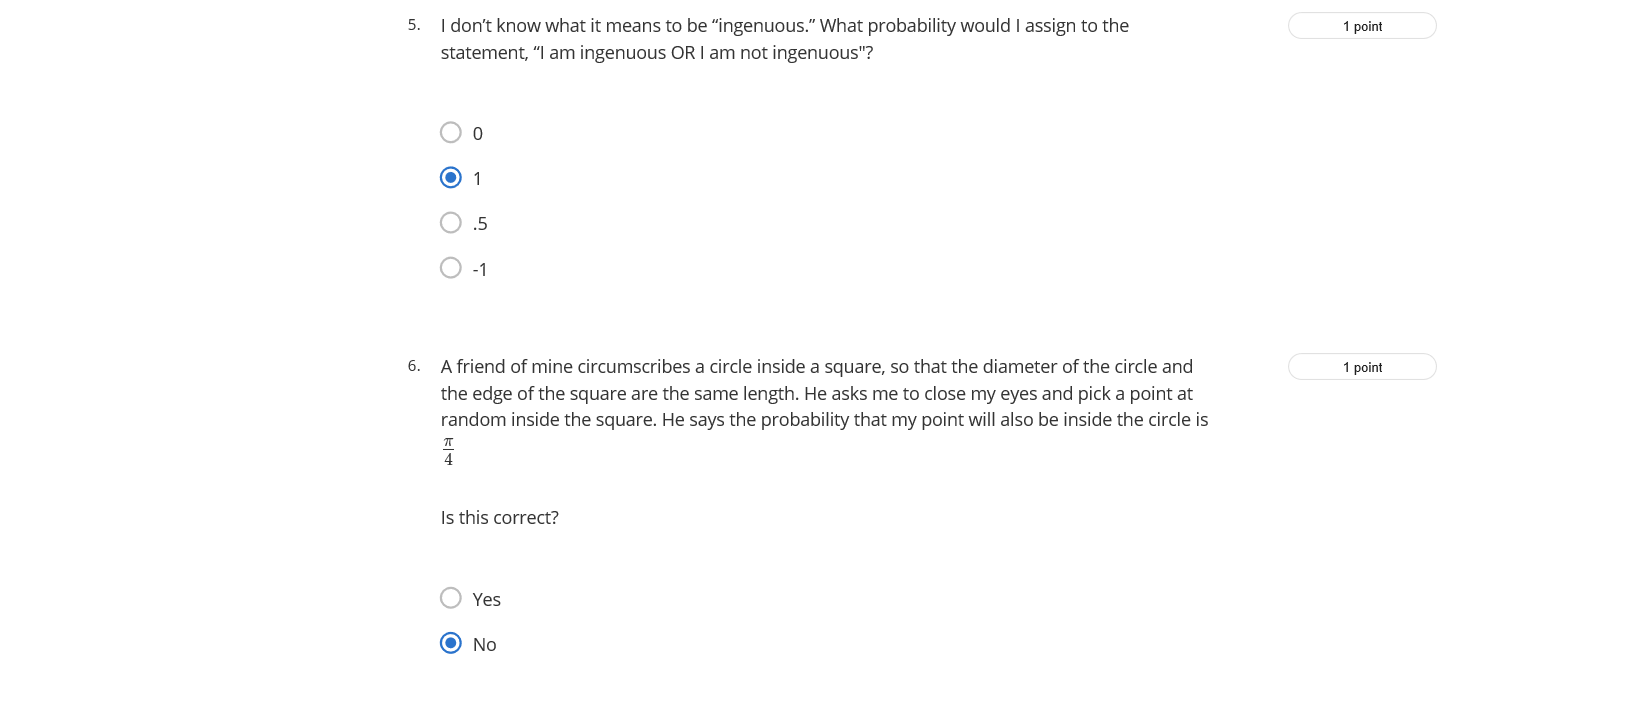 5. I don’t know what it means to be “ingenuous.” What probability would I assign to the
1 point
statement, “I am ingenuous OR I am not ingenuous"?
0
1
.5
-1
6. A friend of mine circumscribes a circle inside a square, so that the diameter of the circle and
1 point
the edge of the square are the same length. He asks me to close my eyes and pick a point at
random inside the square. He says the probability that my point will also be inside the circle is
π
4
Is this correct?
Yes
No